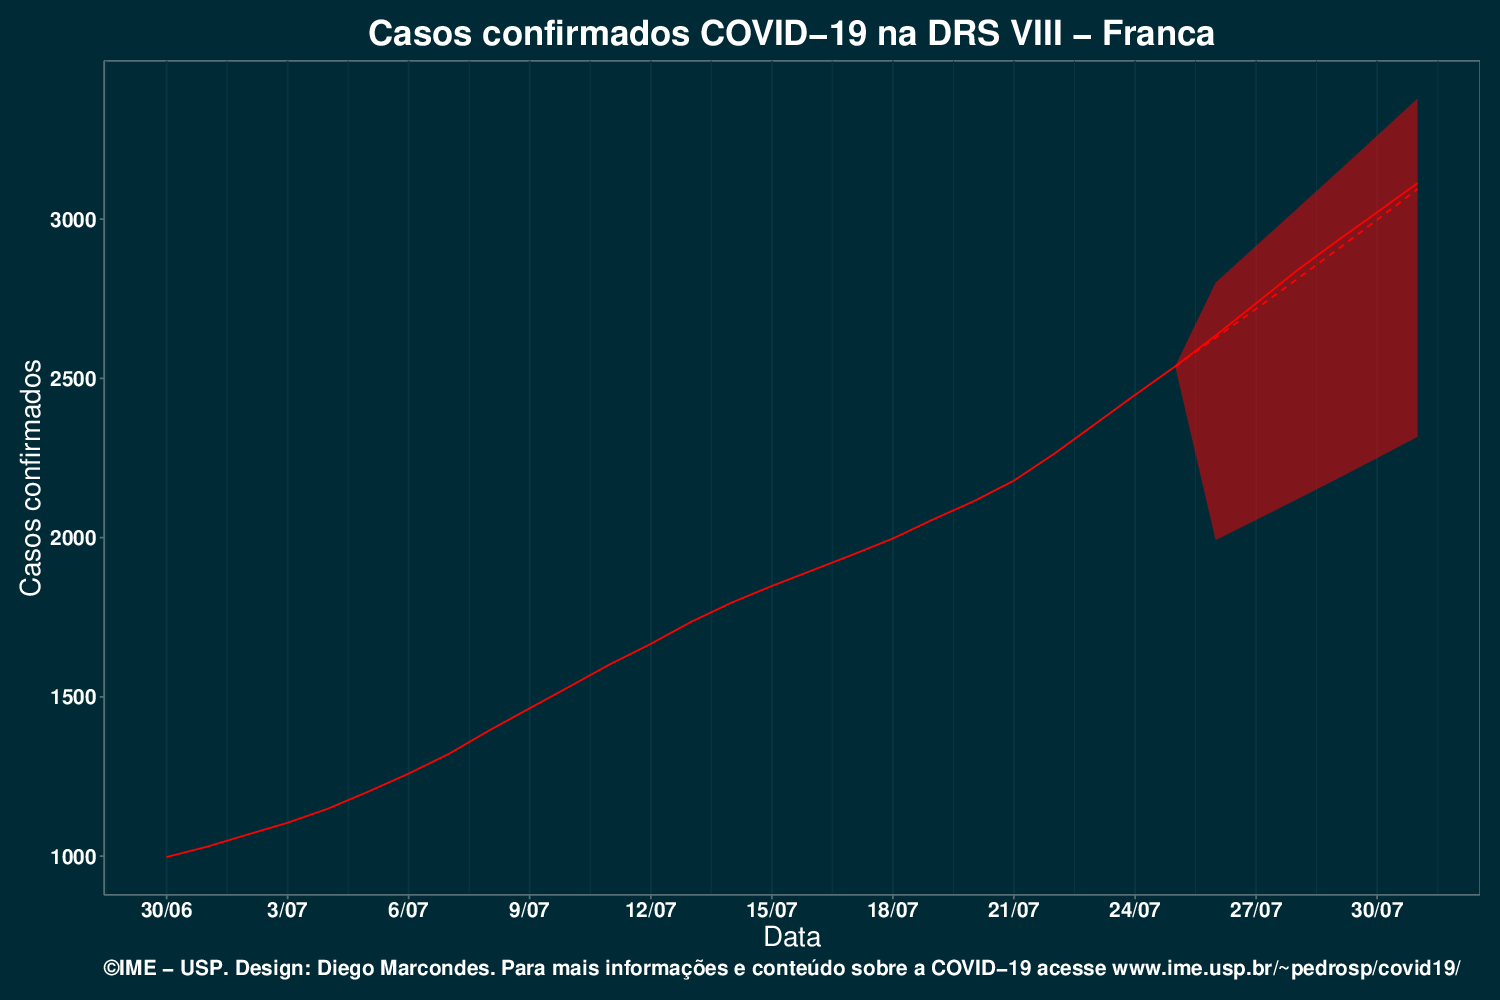 Casos confirmados COVID−19 na DRS VIII − Franca
Casos confirmados
3000
2500
2000
1500
1000
30/06 3/07 6/07 9/07 12/07 15/07 18/07 21/07 24/07 27/07 30/07
Data
©IME − USP. Design: Diego Marcondes. Para mais informações e conteúdo sobre a COVID−19 acesse www.ime.usp.br/~pedrosp/covid19/